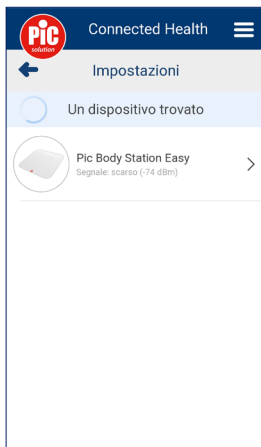 PiC
solution
Connected Health
Impostazioni
Un dispositivo trovato
Pic Body Station Easy
Segnale: scarso (-74 dBm)